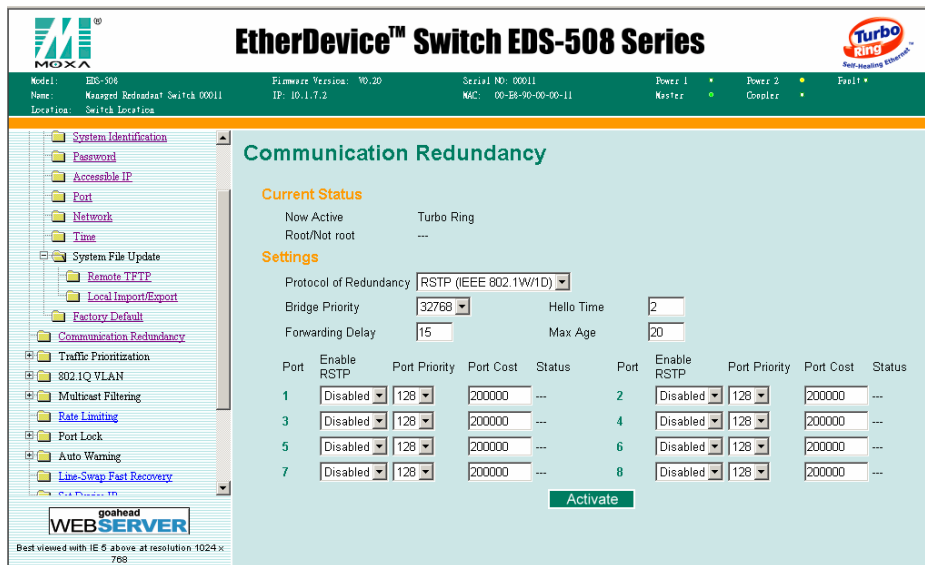 MOXA ®
EtherDevice™ Switch EDS-508 Series
Turbo Ring
Self-Healing Ethernet
Model: EDS-508 Firmware Version: V0.20 Serial NO: 00011 Power 1 Power 2 Fault
Name: Managed Redundant Switch 00011 IP: 10.1.7.2 MAC: 00-E8-90-00-00-11 Master Coupler
Location: Switch Location
System Identification
Password
Accessible IP
Port
Network
Time
System File Update
Remote TFTP
Local Import/Export
Factory Default
Communication Redundancy
Traffic Prioritization
802.1Q VLAN
Multicast Filtering
Rate Limiting
Port Lock
Auto Warning
Line-Swap Fast Recovery
Set Device IP
goahead
WEBSERVER
Best viewed with IE 5 above at resolution 1024 x
768
Communication Redundancy
Current Status
Now Active Turbo Ring
Root/Not root ---
Settings
Protocol of Redundancy RSTP (IEEE 802.1W/1D)
Bridge Priority 32768 Hello Time 2
Forwarding Delay 15 Max Age 20
Port Enable RSTP Port Priority Port Cost Status Port Enable RSTP Port Priority Port Cost Status
1 Disabled 128 200000 --- 2 Disabled 128 200000 ---
3 Disabled 128 200000 --- 4 Disabled 128 200000 ---
5 Disabled 128 200000 --- 6 Disabled 128 200000 ---
7 Disabled 128 200000 --- 8 Disabled 128 200000 ---
Activate